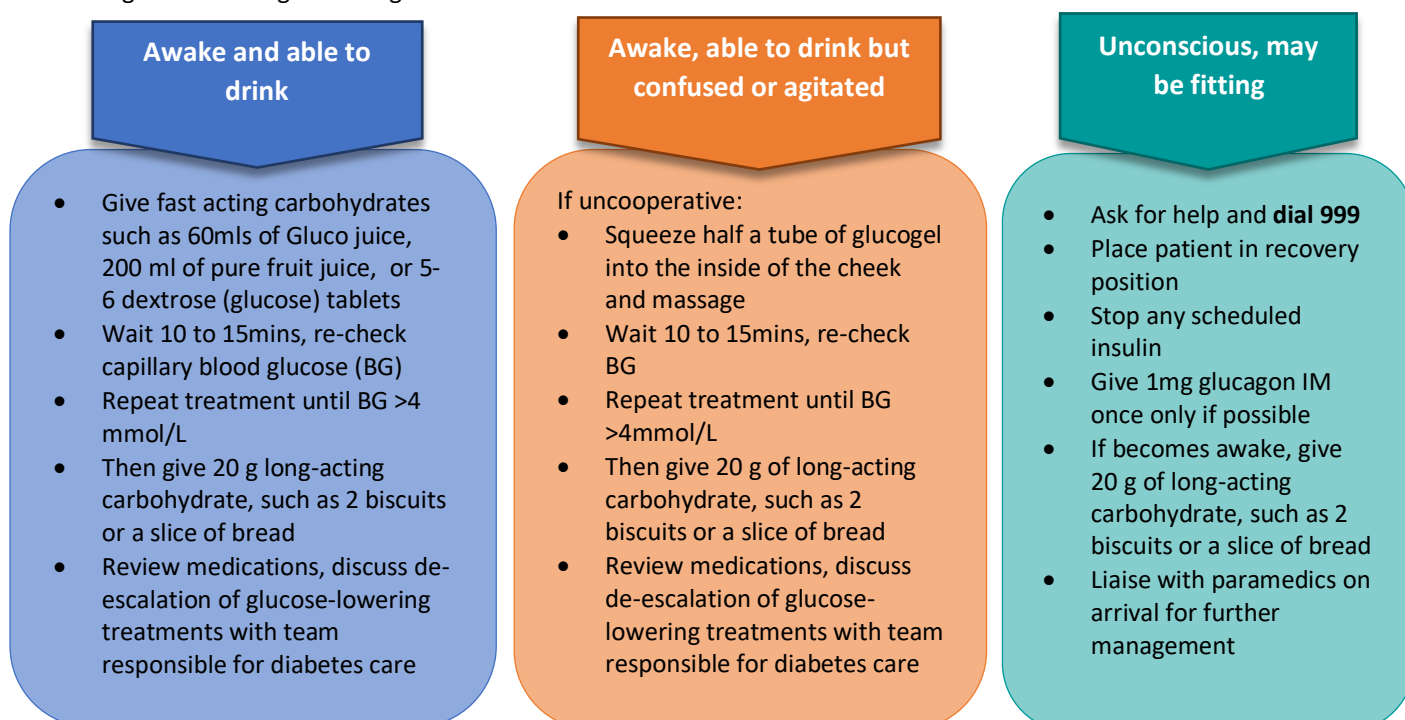 Awake and able to
drink
• Give fast acting carbohydrates
such as 60mls of Gluco juice,
200 ml of pure fruit juice,  or 5-
6 dextrose (glucose) tablets
• Wait 10 to 15mins, re-check
capillary blood glucose (BG)
• Repeat treatment until BG >4
mmol/L
• Then give 20 g long-acting
carbohydrate, such as 2 biscuits
or a slice of bread
• Review medications, discuss de-
escalation of glucose-lowering
treatments with team
responsible for diabetes care
Awake, able to drink but
confused or agitated
If uncooperative:
• Squeeze half a tube of glucogel
into the inside of the cheek
and massage
• Wait 10 to 15mins, re-check
BG
• Repeat treatment until BG
>4mmol/L
• Then give 20 g of long-acting
carbohydrate, such as 2
biscuits or a slice of bread
• Review medications, discuss
de-escalation of glucose-
lowering treatments with team
responsible for diabetes care
Unconscious, may
be fitting
• Ask for help and dial 999
• Place patient in recovery
position
• Stop any scheduled
insulin
• Give 1mg glucagon IM
once only if possible
• If becomes awake, give
20 g of long-acting
carbohydrate, such as 2
biscuits or a slice of bread
• Liaise with paramedics on
arrival for further
management